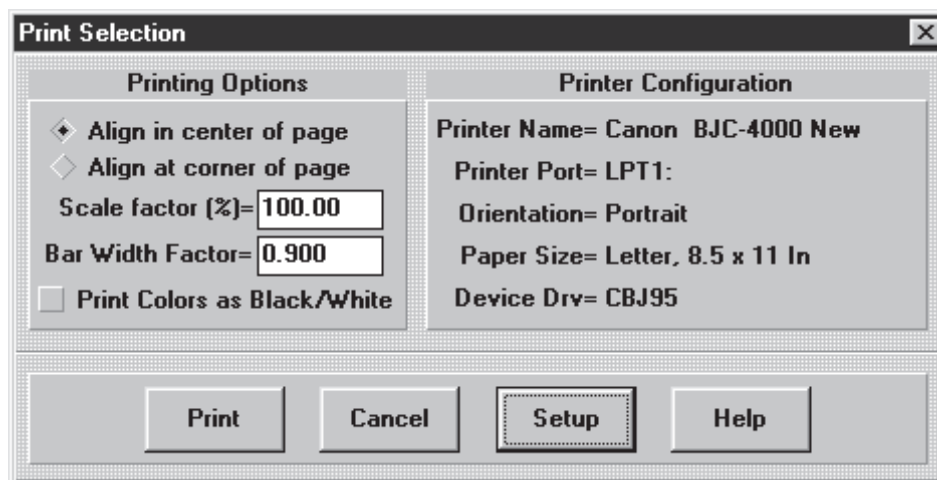 Print Selection
Printing Options
Align in center of page
Align at corner of page
Scale factor (%)= 100.00
Bar Width Factor= 0.900
Print Colors as Black/White
Printer Configuration
Printer Name= Canon BJC-4000 New
Printer Port= LPT1:
Orientation= Portrait
Paper Size= Letter, 8.5 x 11 In
Device Drv= CBJ95
Print Cancel Setup Help